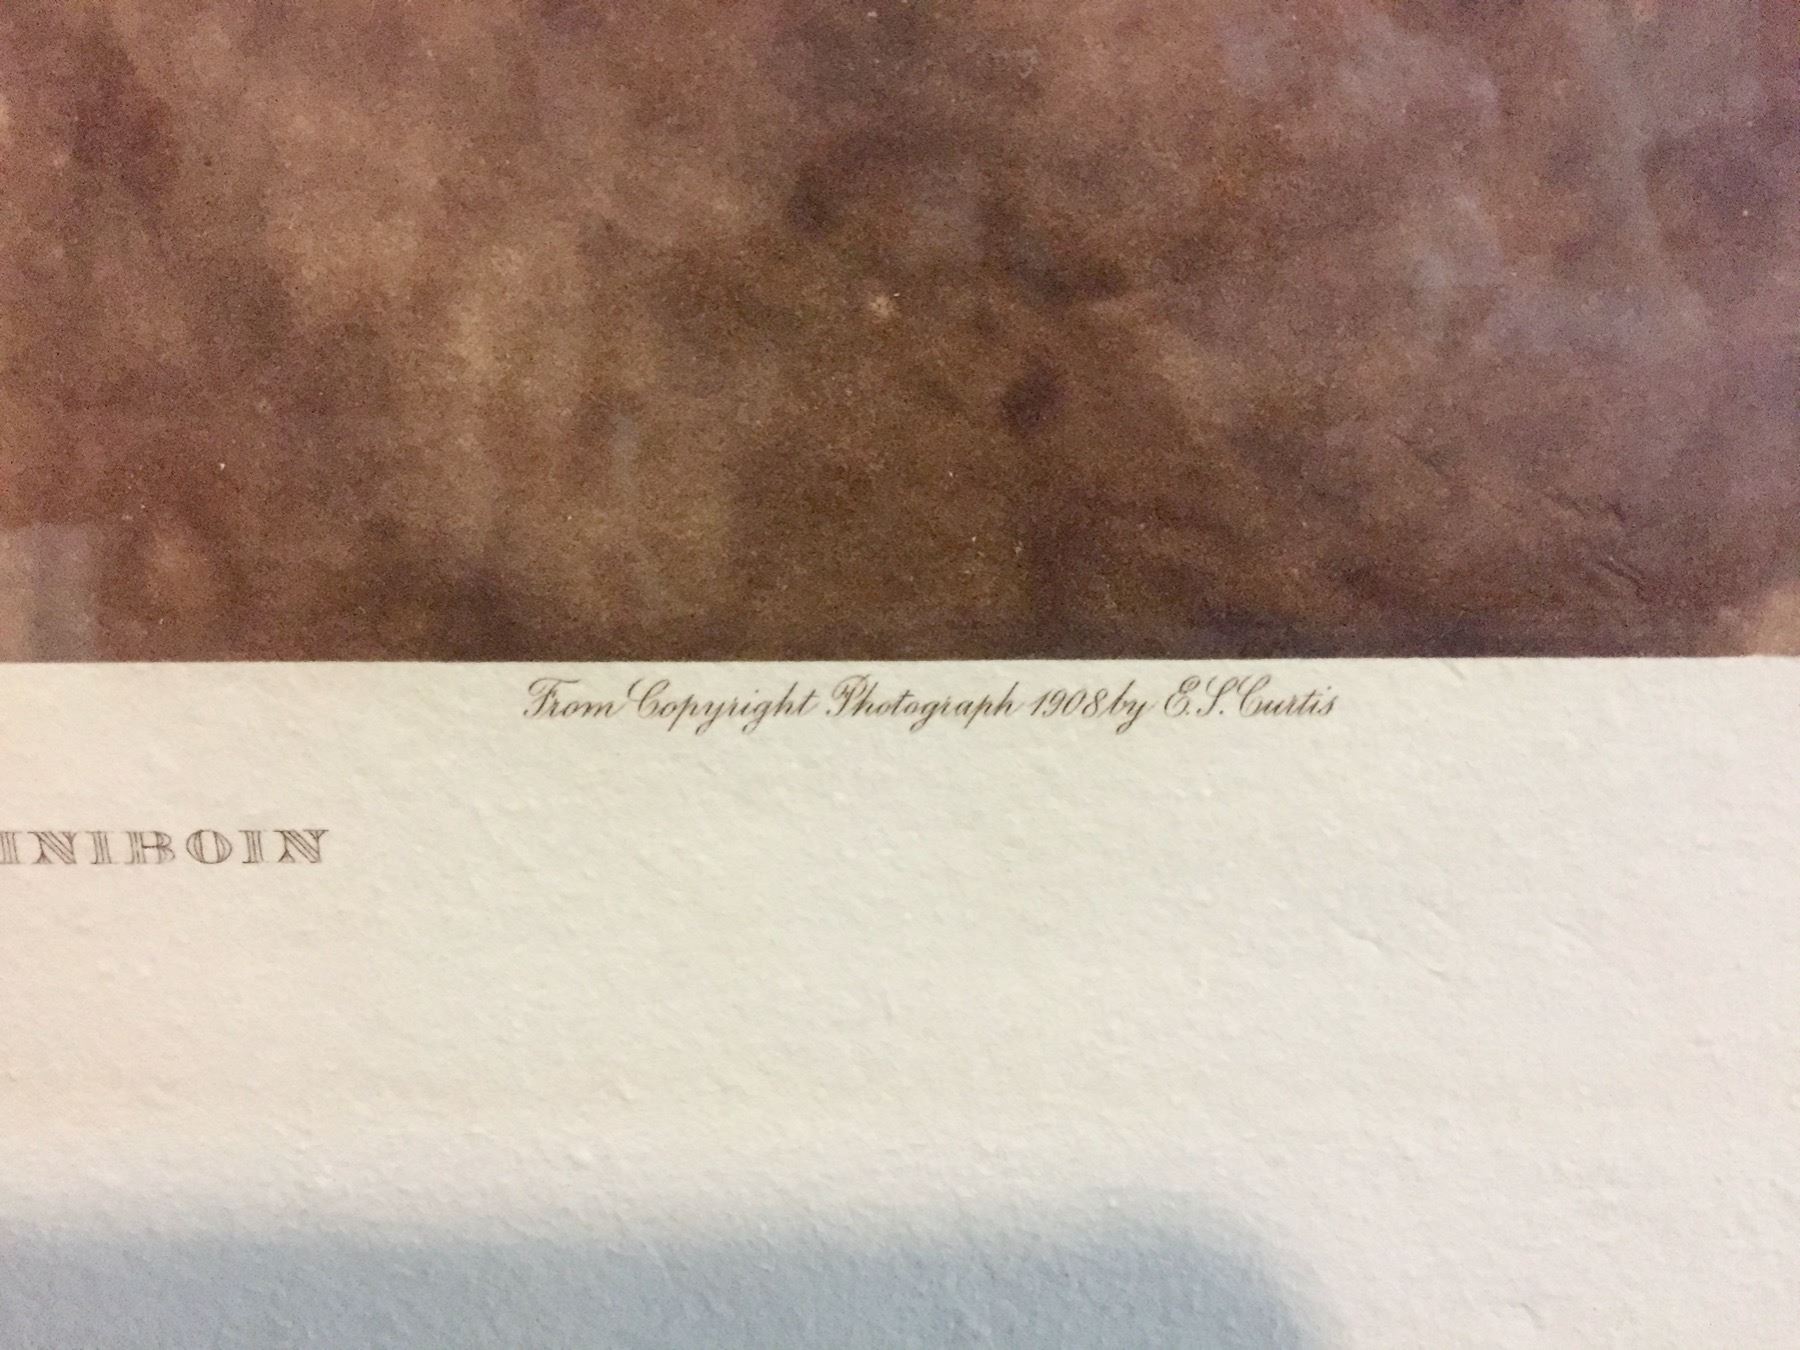 From Copyright Photograph 1908 by E.S. Curtis
INIBOIN